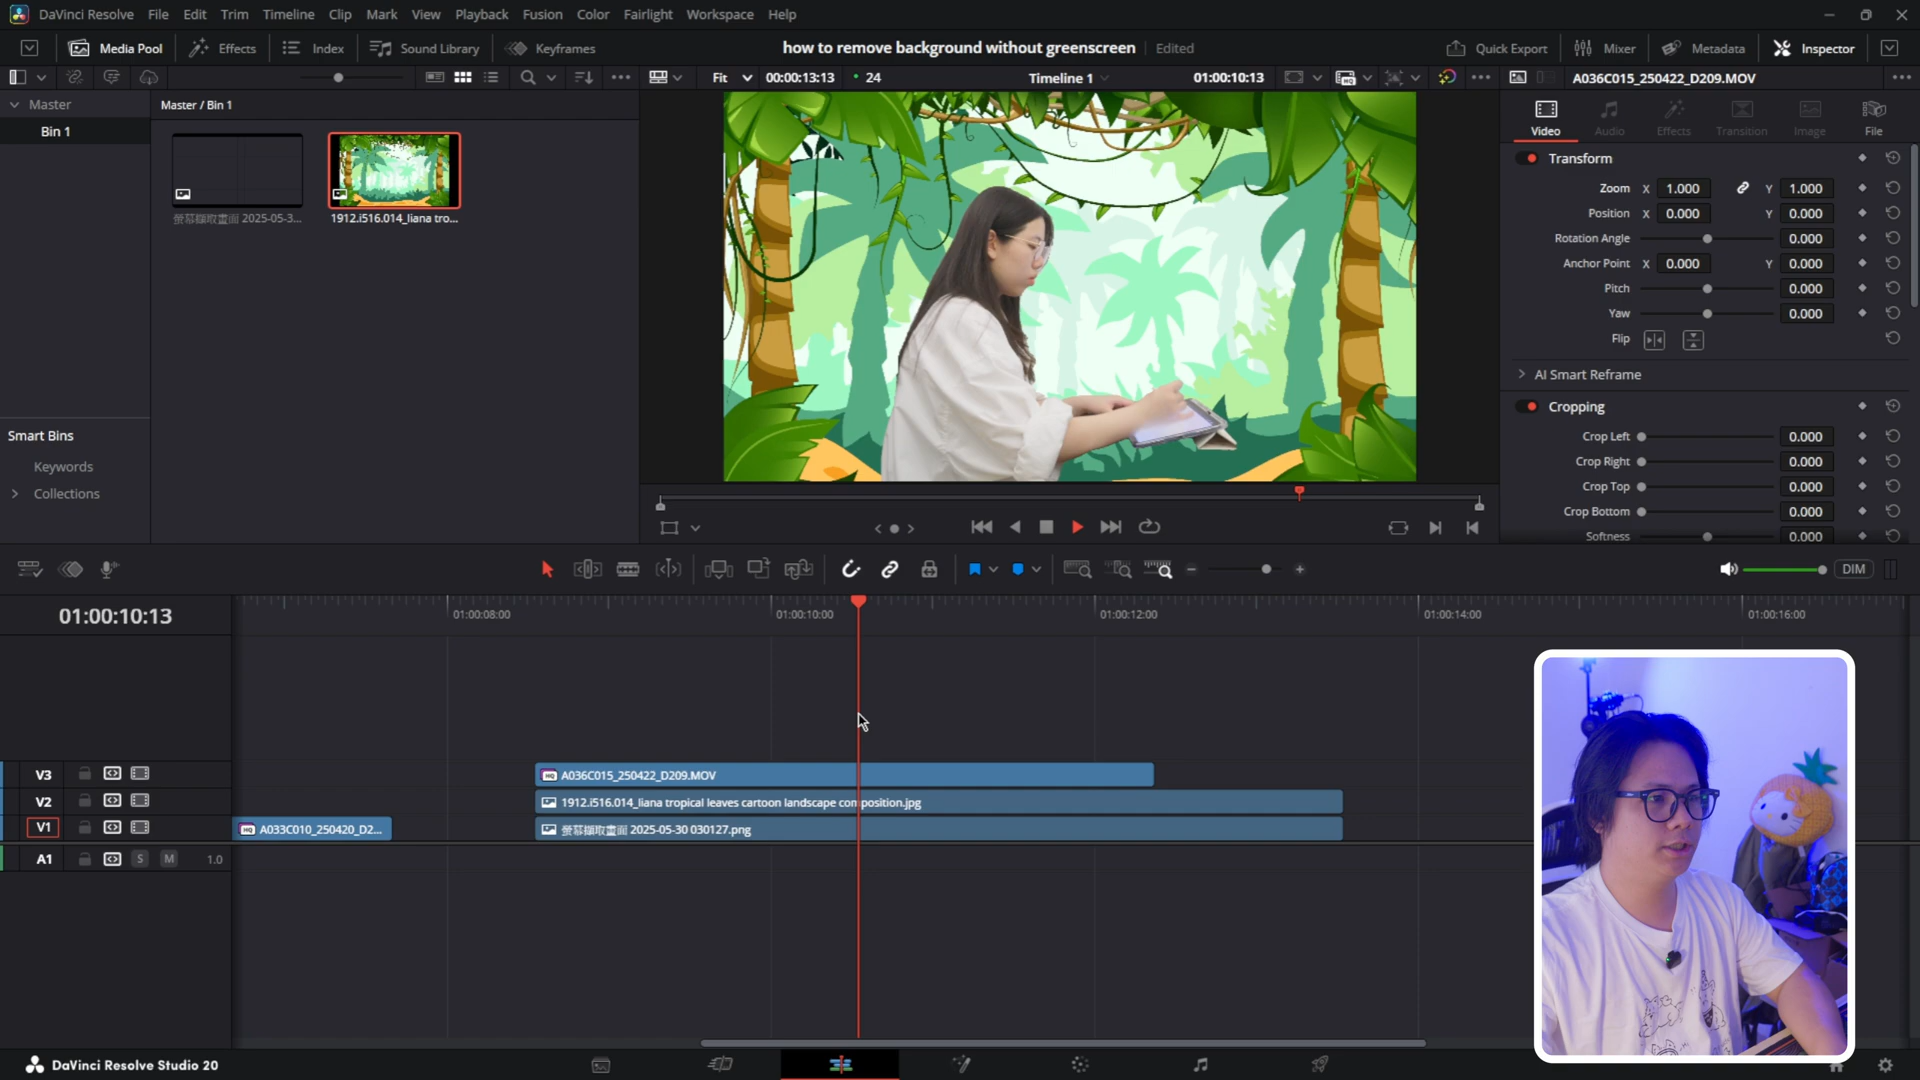 DaVinci Resolve File Edit Trim Timeline Clip Mark View Playback Fusion Color Fairlight Workspace Help
Media Pool Effects Index Sound Library Keyframes how to remove background without greenscreen Edited Quick Export Mixer Metadata Inspector
Fit 00:00:13:13 24 Timeline 1 01:00:10:13 A036C015_250422_D209.MOV
Master Master / Bin 1
Bin 1
螢幕擷取畫面 2025-05-3... 1912.i516.014_liana tro...
Smart Bins
Keywords
Collections
Video Audio Effects Transition Image File
Transform
Zoom X 1.000 Y 1.000
Position X 0.000 Y 0.000
Rotation Angle 0.000
Anchor Point X 0.000 Y 0.000
Pitch 0.000
Yaw 0.000
Flip
AI Smart Reframe
Cropping
Crop Left 0.000
Crop Right 0.000
Crop Top 0.000
Crop Bottom 0.000
Softness 0.000
DIM
01:00:10:13 01:00:08:00 01:00:10:00 01:00:12:00 01:00:14:00 01:00:16:00
V3 HQ A036C015_250422_D209.MOV
V2 1912.i516.014_liana tropical leaves cartoon landscape composition.jpg
V1 HQ A033C010_250420_D2... 螢幕擷取畫面 2025-05-30 030127.png
A1 S M 1.0
DaVinci Resolve Studio 20